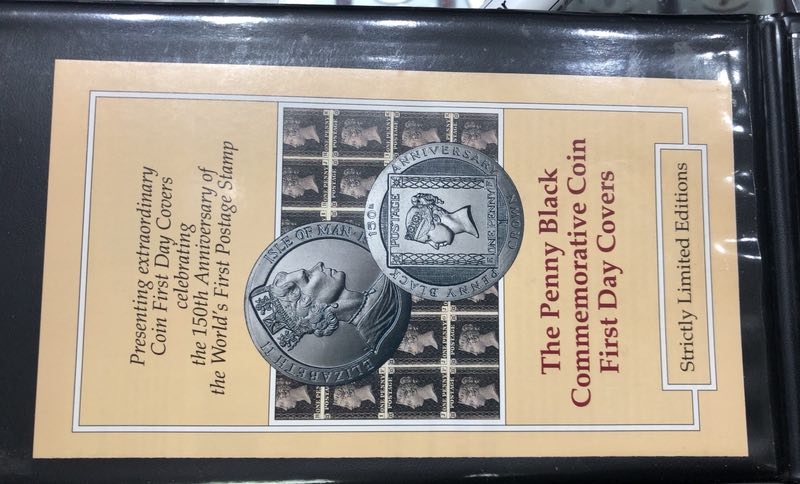 Strictly Limited Editions
The Penny Black
Commemorative Coin
First Day Covers
150th ANNIVERSARY
PENNY BLACK
CROWN
POSTAGE
ONE PENNY
ISLE OF MAN
ELIZABETH II
Presenting extraordinary
Coin First Day Covers
celebrating
the 150th Anniversary of
the World's First Postage Stamp